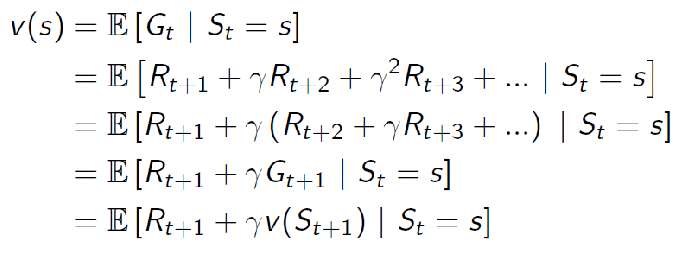 v(s) = 𝔼 [G_t | S_t = s]
= 𝔼 [R_{t+1} + γR_{t+2} + γ²R_{t+3} + ... | S_t = s]
= 𝔼 [R_{t+1} + γ (R_{t+2} + γR_{t+3} + ...) | S_t = s]
= 𝔼 [R_{t+1} + γG_{t+1} | S_t = s]
= 𝔼 [R_{t+1} + γv(S_{t+1}) | S_t = s]